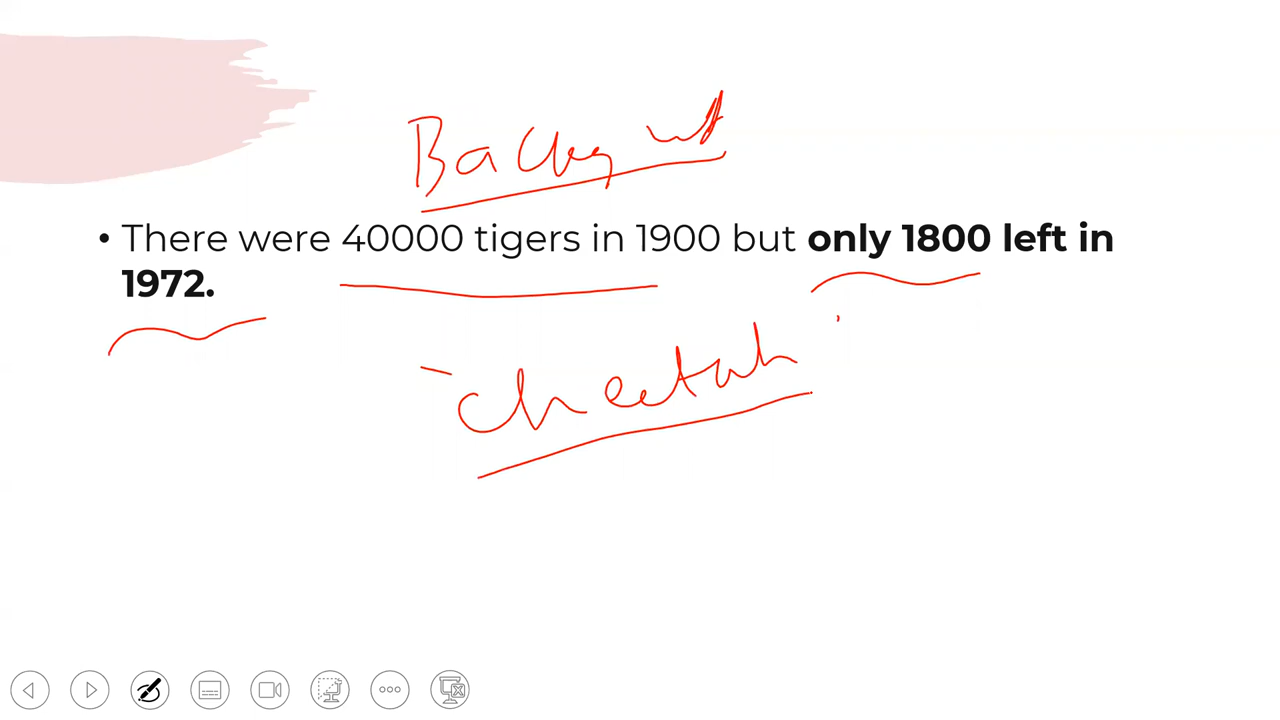 • There were 40000 tigers in 1900 but only 1800 left in
1972.
- cheetah